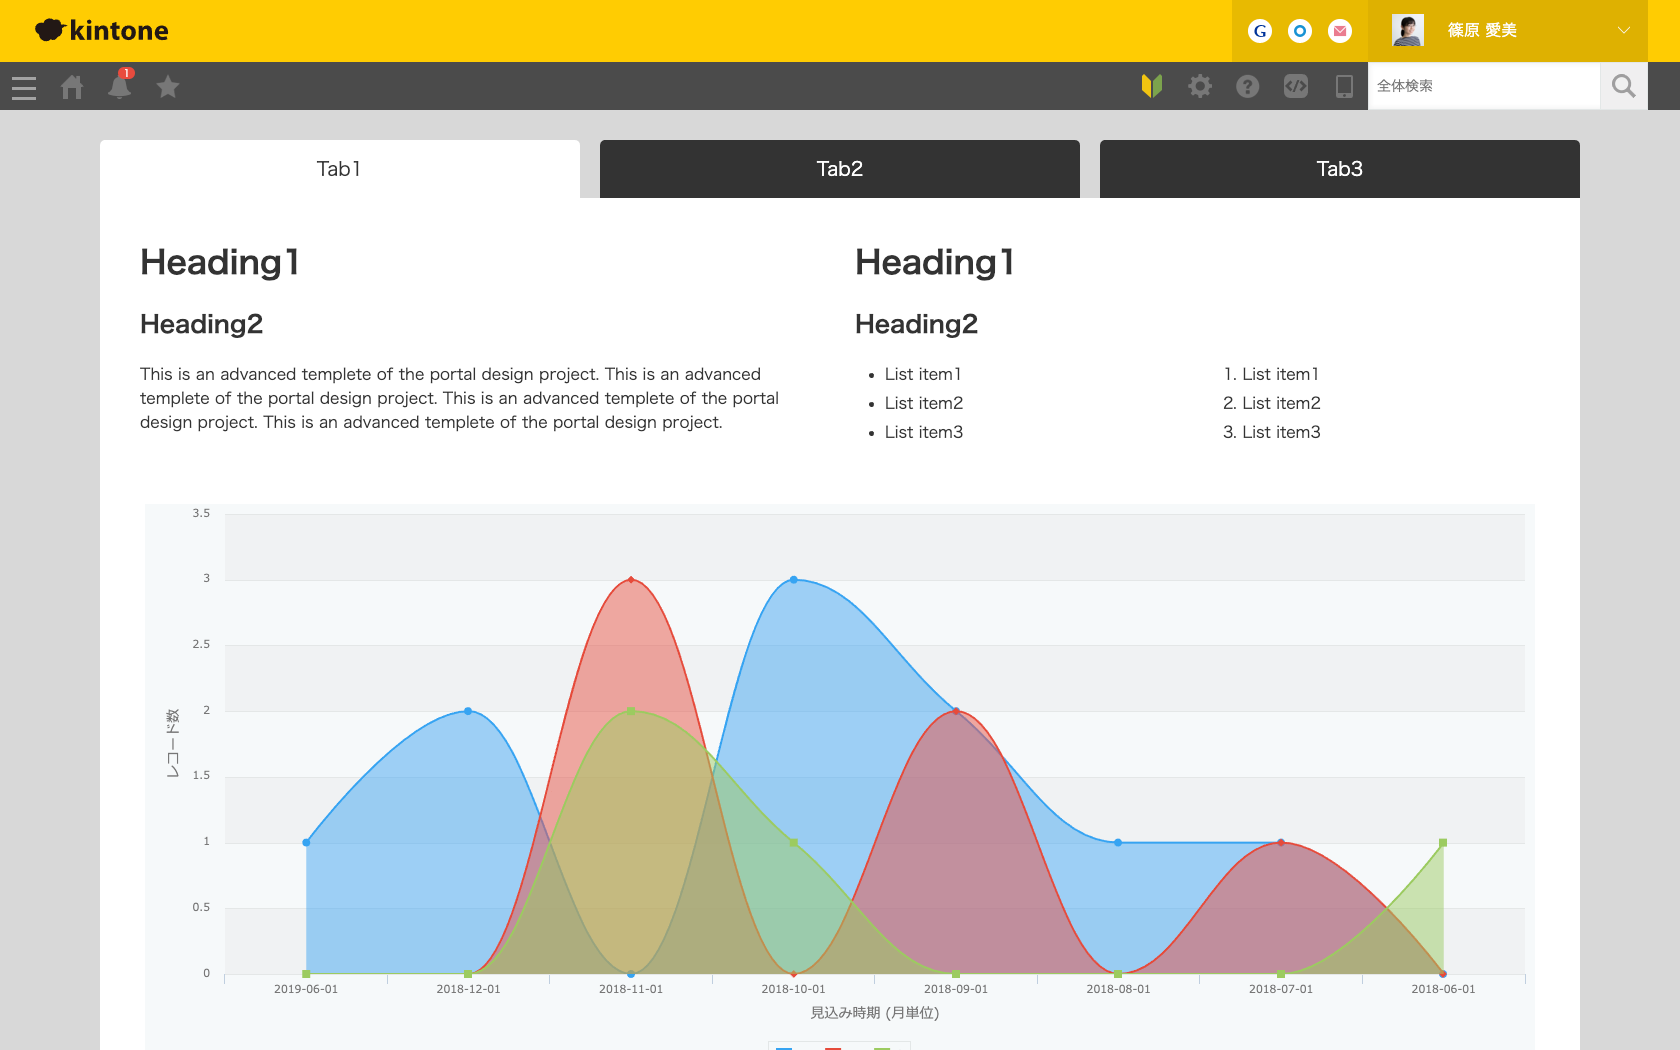 kintone
G
篠原 愛美
1
全体検索
Tab1
Tab2
Tab3
Heading1
Heading2
This is an advanced templete of the portal design project. This is an advanced
templete of the portal design project. This is an advanced templete of the portal
design project. This is an advanced templete of the portal design project.
Heading1
Heading2
• List item1
• List item2
• List item3
1. List item1
2. List item2
3. List item3
レコード数
3.5
3
2.5
2
1.5
1
0.5
0
2019-06-01
2018-12-01
2018-11-01
2018-10-01
2018-09-01
2018-08-01
2018-07-01
2018-06-01
見込み時期 (月単位)